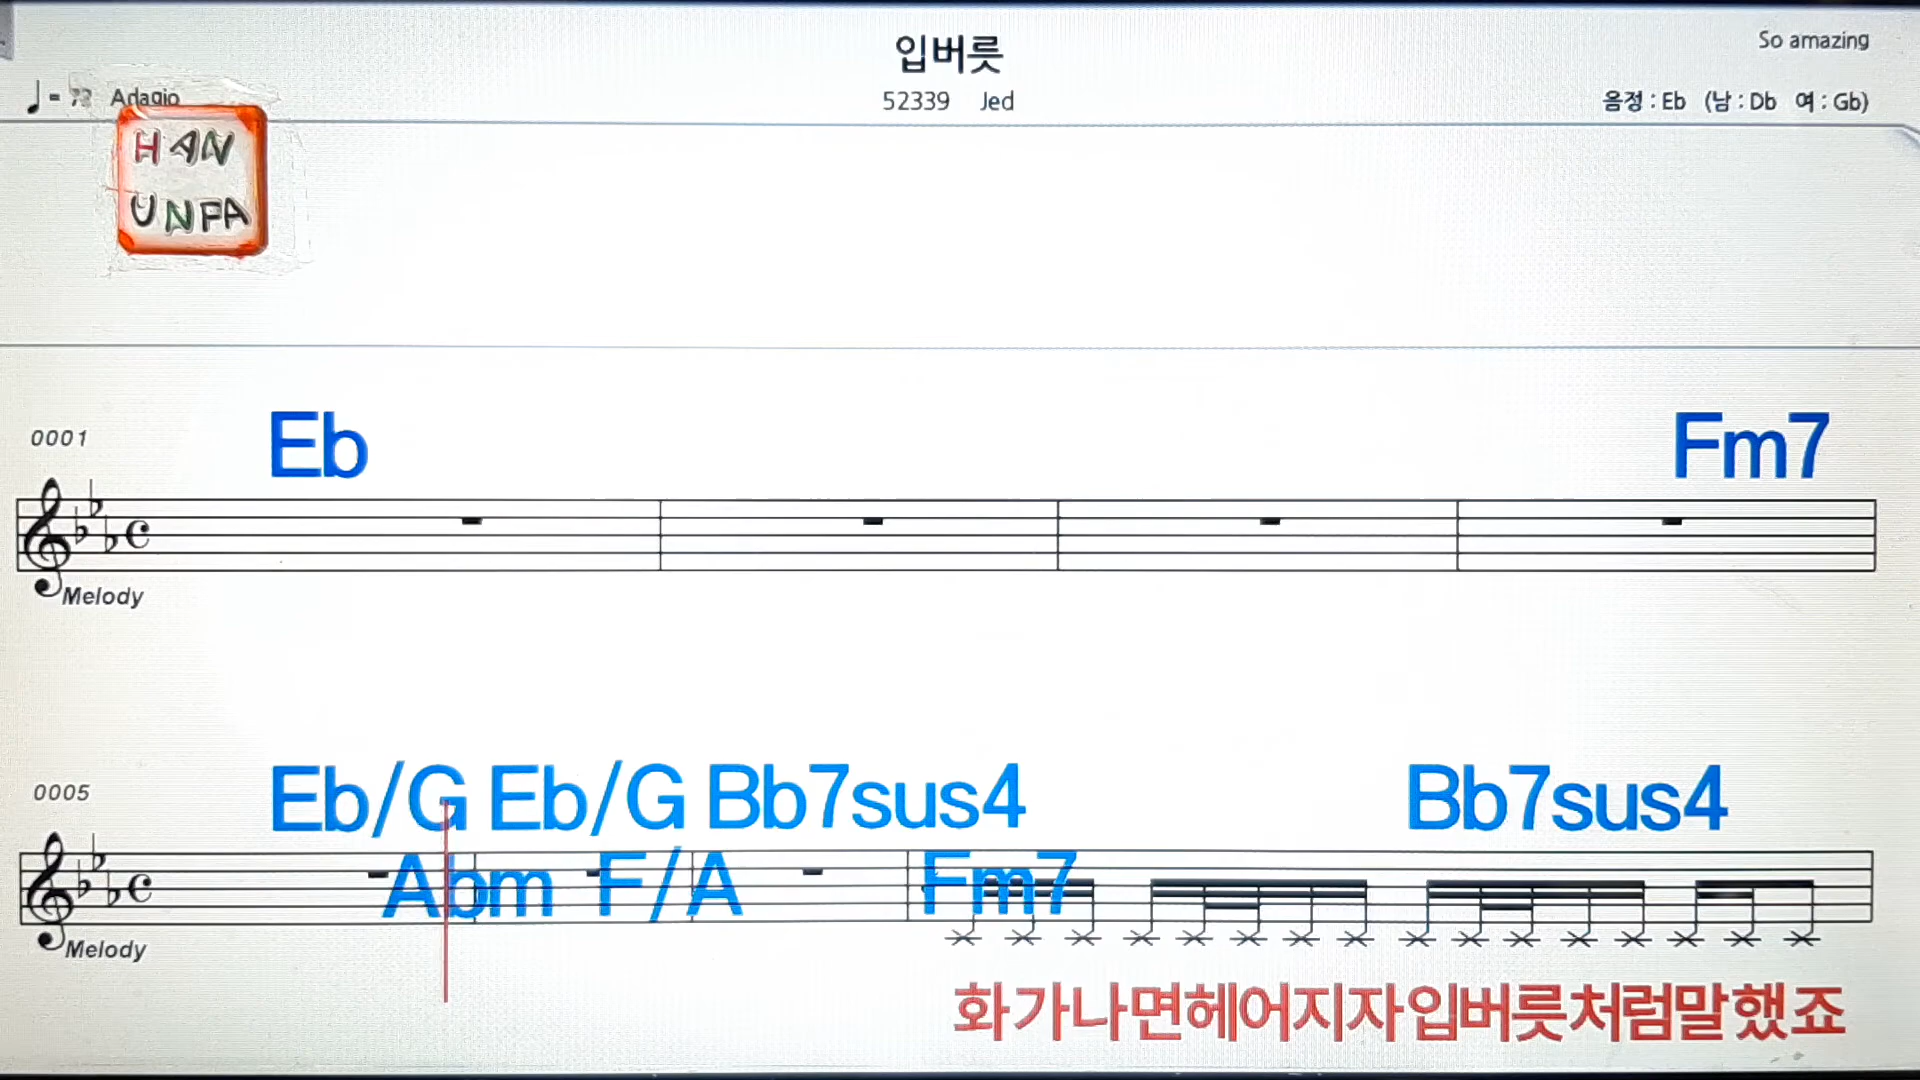 입버릇
So amazing
♩= 73 Adagio
52339 Jed
음정 : Eb (남 : Db 여 : Gb)
HAN
UNFA
0001
Eb Fm7
Melody
0005
Eb/G Eb/G Bb7sus4 Bb7sus4
Abm F/A Fm7
Melody
화가나면헤어지자입버릇처럼말했죠